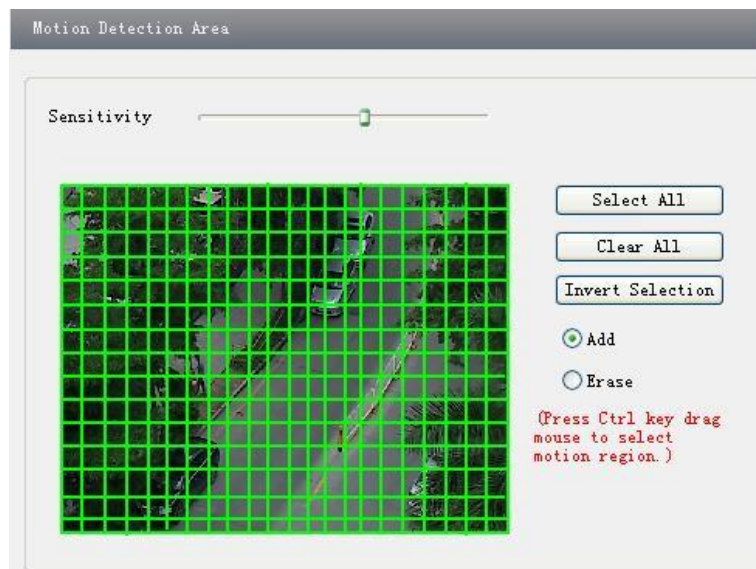 Motion Detection Area
Sensitivity
Select All
Clear All
Invert Selection
Add
Erase
(Press Ctrl key drag
mouse to select
motion region.)